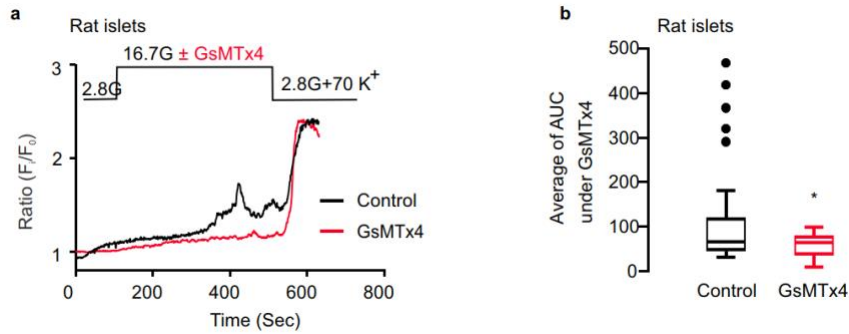 a
Rat islets
16.7G ± GsMTx4
2.8G
2.8G+70 K+
3
2
1
Ratio (Fi/F0)
Control
GsMTx4
0 200 400 600 800
Time (Sec)
b
Rat islets
500
400
300
200
100
0
Average of AUC
under GsMTx4
*
Control GsMTx4